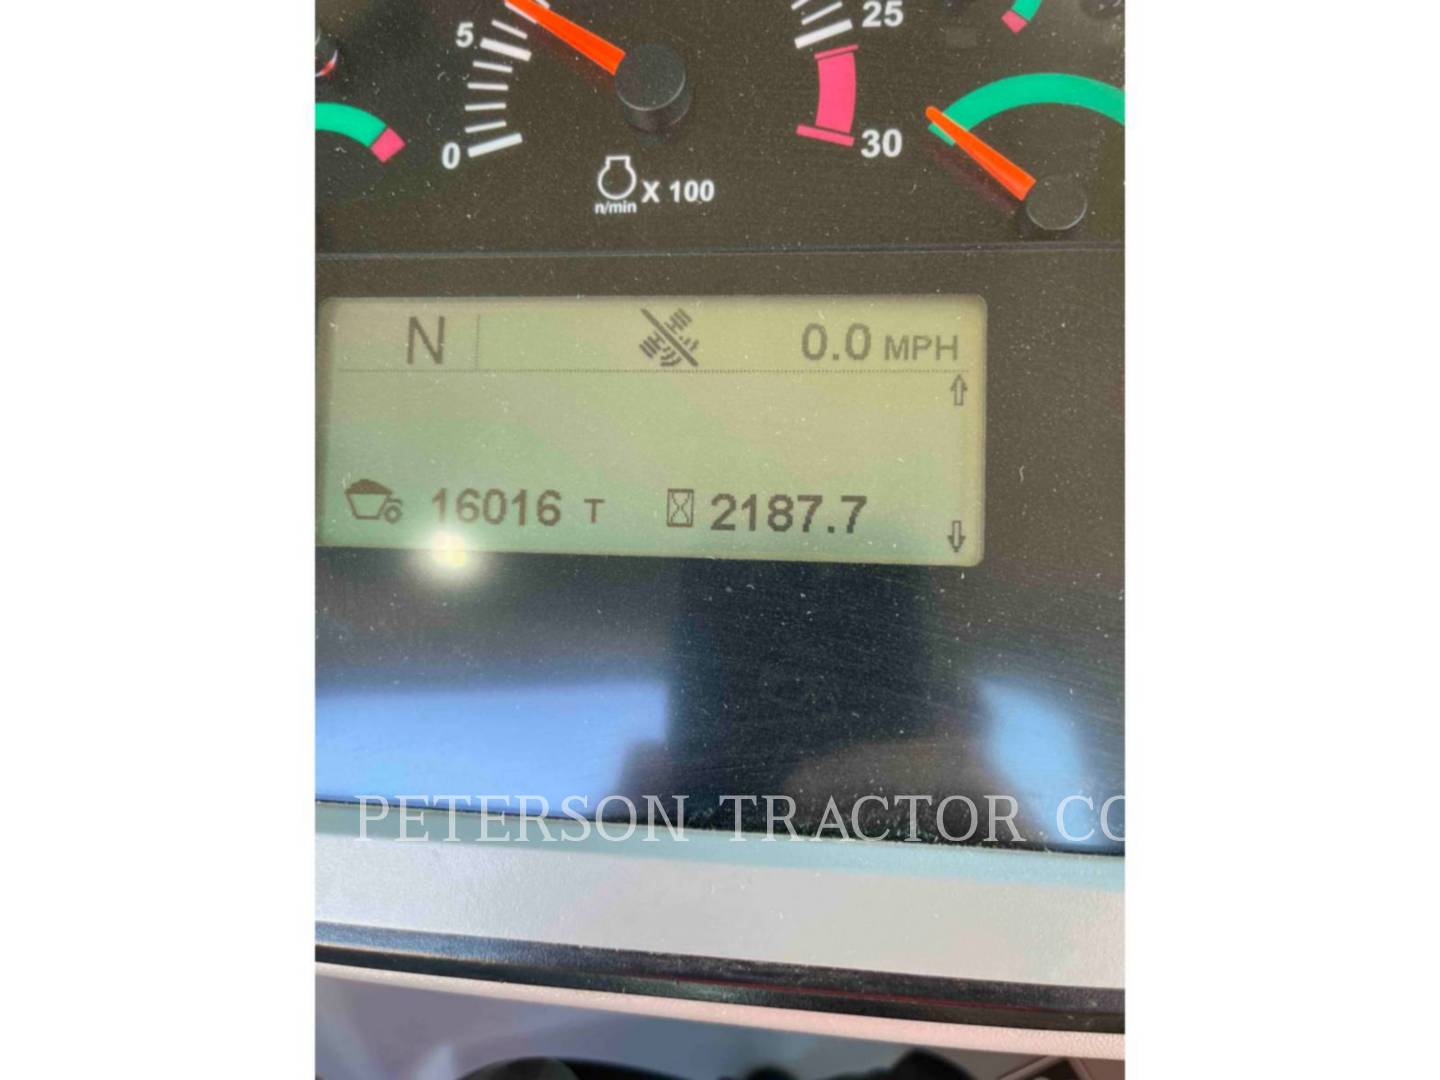 5
25
0
30
n/min
X 100
N
0.0 MPH
16016 T
2187.7
PETERSON TRACTOR CO